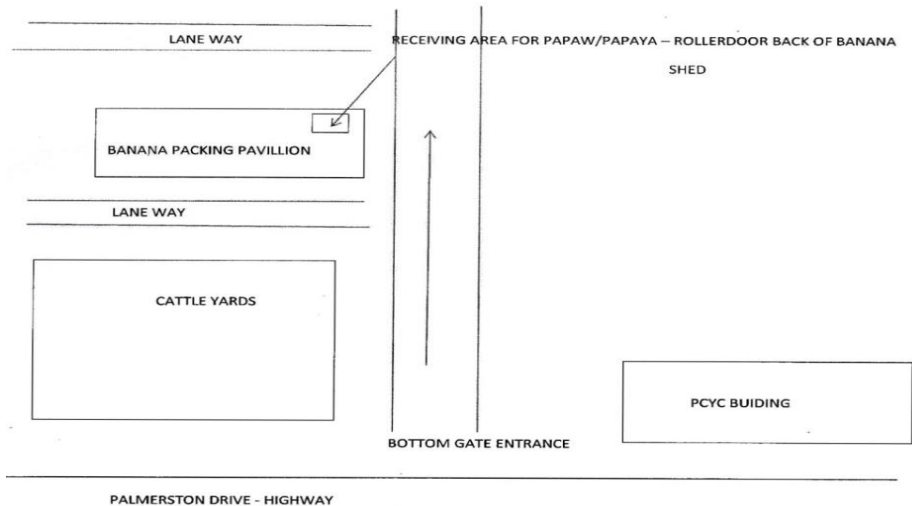 LANE WAY
RECEIVING AREA FOR PAPAW/PAPAYA – ROLLERDOOR BACK OF BANANA
SHED
BANANA PACKING PAVILLION
LANE WAY
CATTLE YARDS
PCYC BUIDING
BOTTOM GATE ENTRANCE
PALMERSTON DRIVE - HIGHWAY